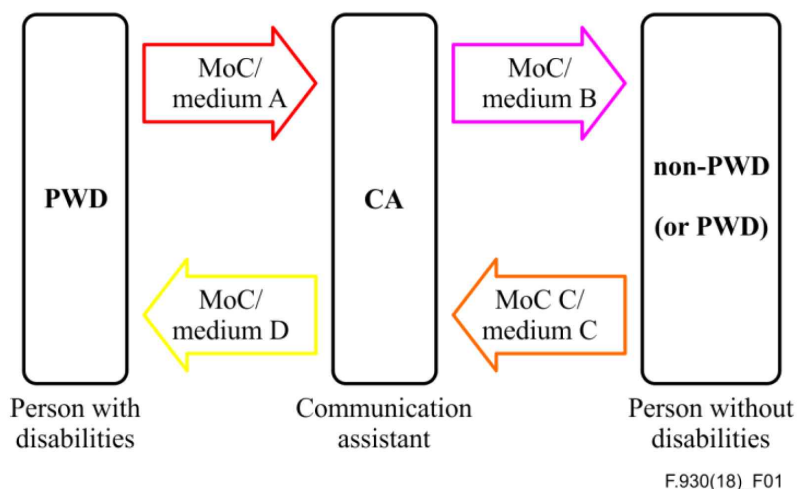 MoC/
medium A
MoC/
medium B
PWD
CA
non-PWD
(or PWD)
MoC/
medium D
MoC C/
medium C
Person with
disabilities
Communication
assistant
Person without
disabilities
F.930(18)_F01